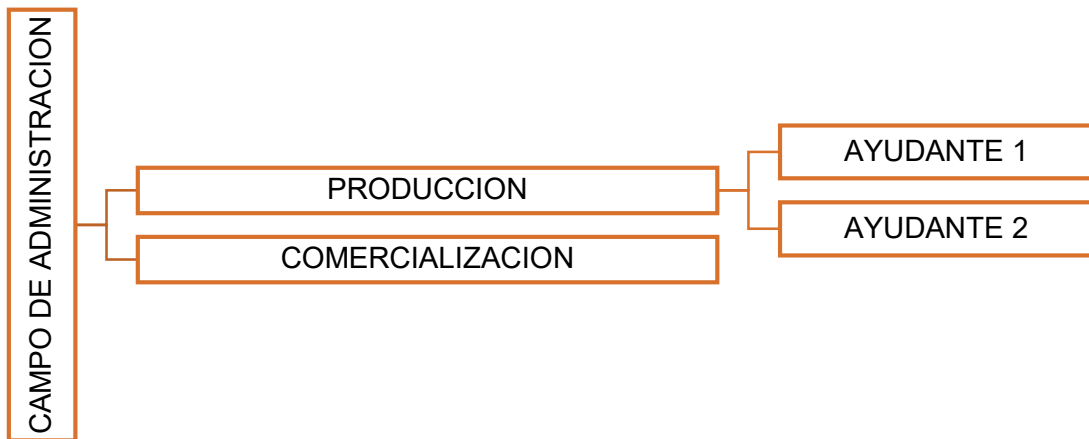 CAMPO DE ADMINISTRACION
PRODUCCION
COMERCIALIZACION
AYUDANTE 1
AYUDANTE 2